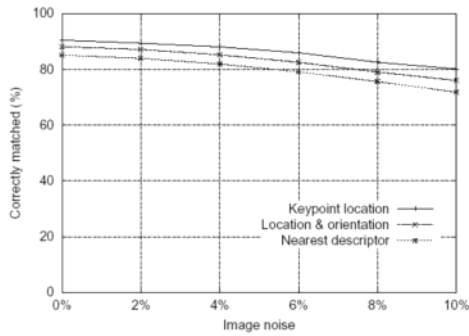 100
80
60
40
20
0
Correctly matched (%)
Keypoint location
Location & orientation
Nearest descriptor
0% 2% 4% 6% 8% 10%
Image noise